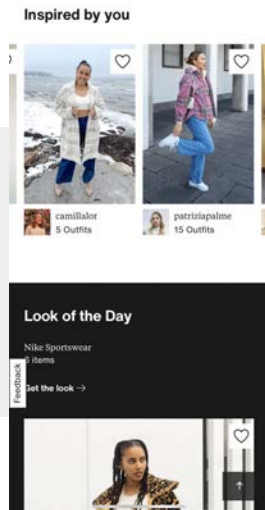 Inspired by you
camillalor
5 Outfits
patriziapalme
15 Outfits
Look of the Day
Nike Sportswear
6 items
Get the look →
Feedback